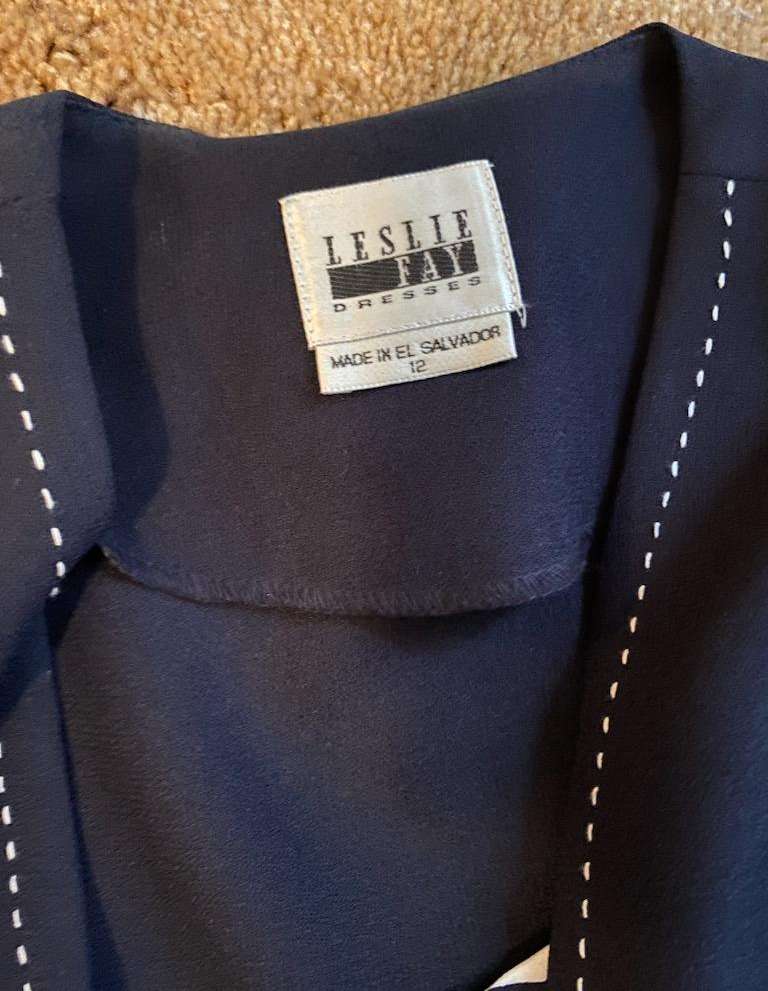 LESLIE
FAY
DRESSES
MADE IN EL SALVADOR
12